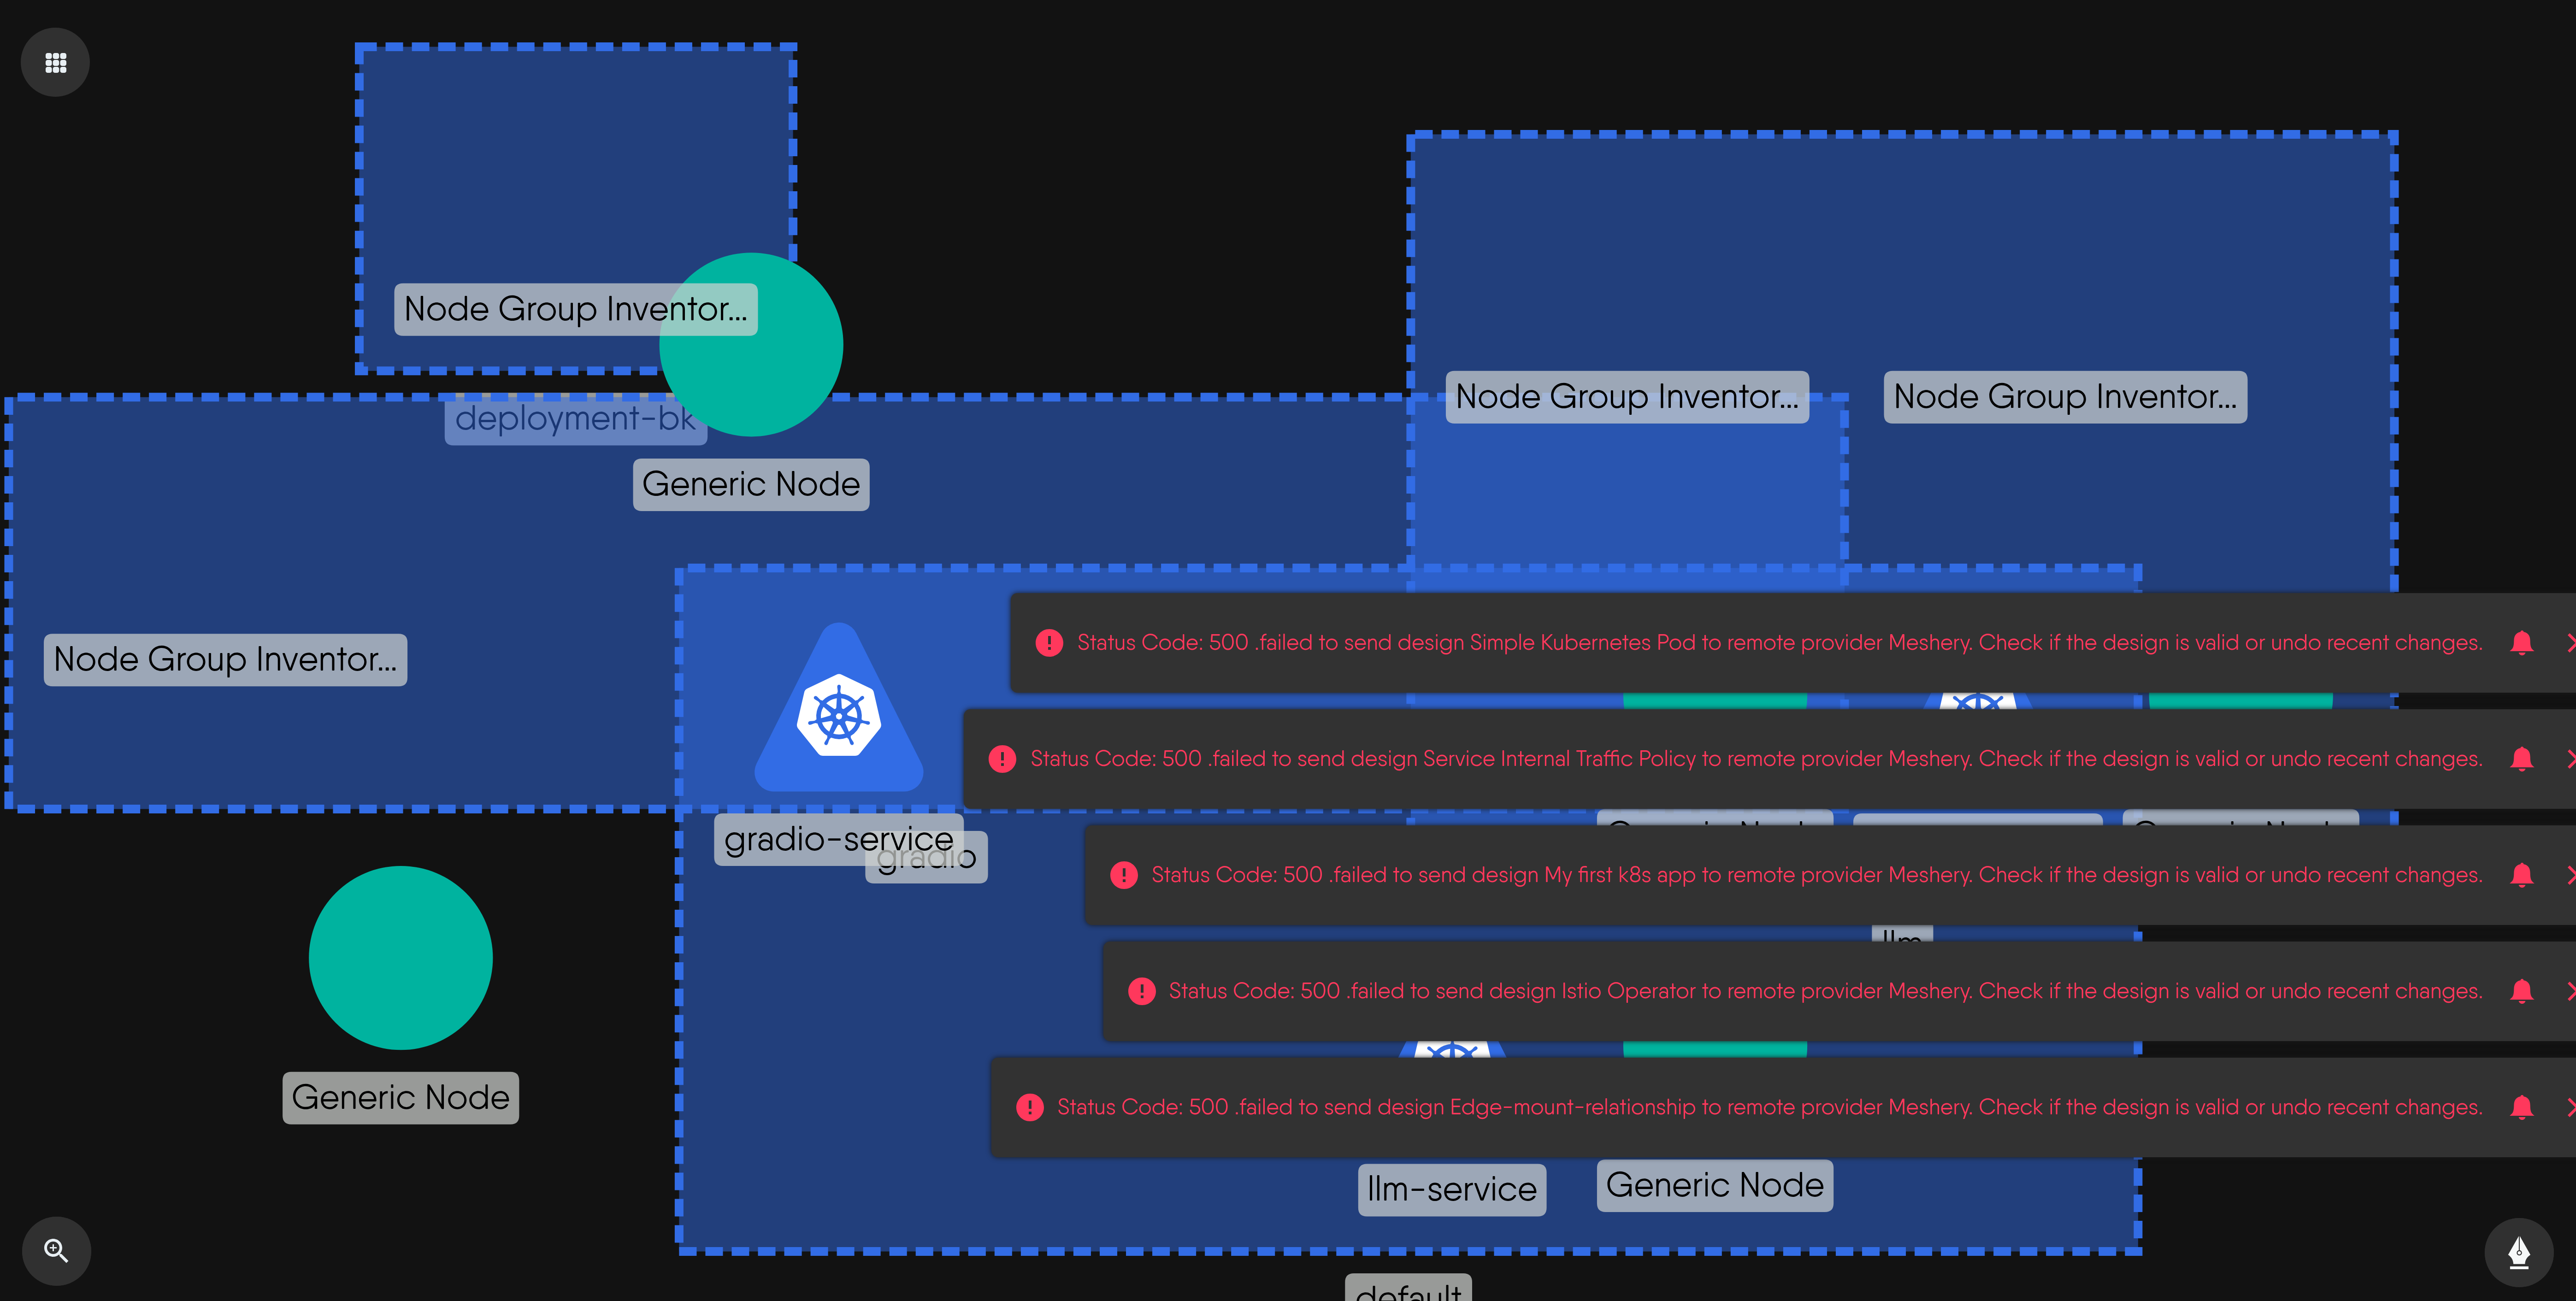 Node Group Inventor...
deployment-bk
Node Group Inventor...
Node Group Inventor...
Generic Node
Node Group Inventor...
Status Code: 500 .failed to send design Simple Kubernetes Pod to remote provider Meshery. Check if the design is valid or undo recent changes.
Status Code: 500 .failed to send design Service Internal Traffic Policy to remote provider Meshery. Check if the design is valid or undo recent changes.
gradio-service
gradio
Status Code: 500 .failed to send design My first k8s app to remote provider Meshery. Check if the design is valid or undo recent changes.
llm
Status Code: 500 .failed to send design Istio Operator to remote provider Meshery. Check if the design is valid or undo recent changes.
Generic Node
Status Code: 500 .failed to send design Edge-mount-relationship to remote provider Meshery. Check if the design is valid or undo recent changes.
llm-service
Generic Node
default